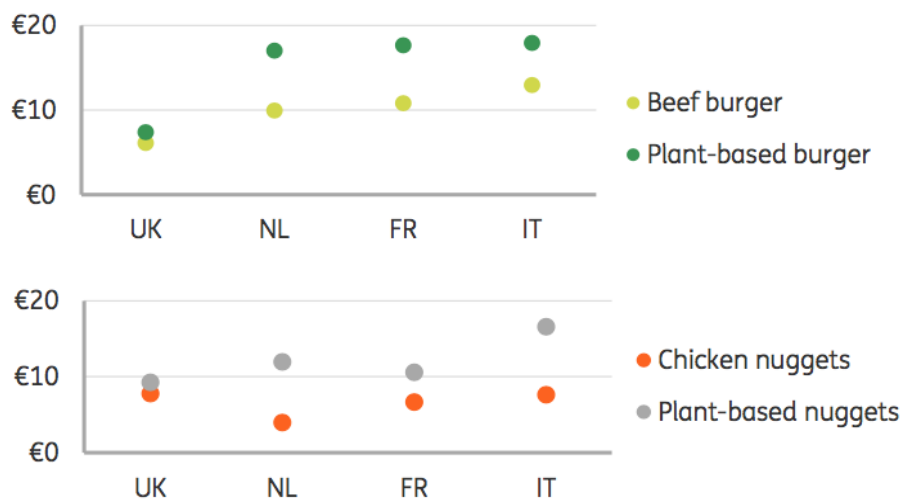 €20
€10
€0
UK NL FR IT
Beef burger
Plant-based burger
€20
€10
€0
UK NL FR IT
Chicken nuggets
Plant-based nuggets